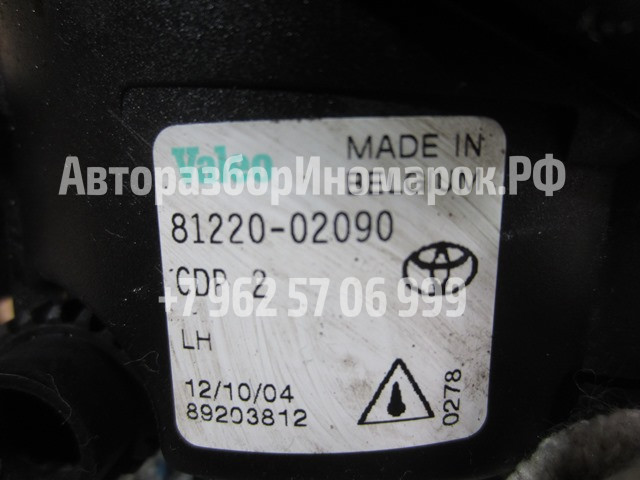 Valeo
MADE IN
BELGIUM
АвторазборИномарок.РФ
81220-02090
CDP 2
+7 962 57 06 999
LH
12/10/04
89203812
0278